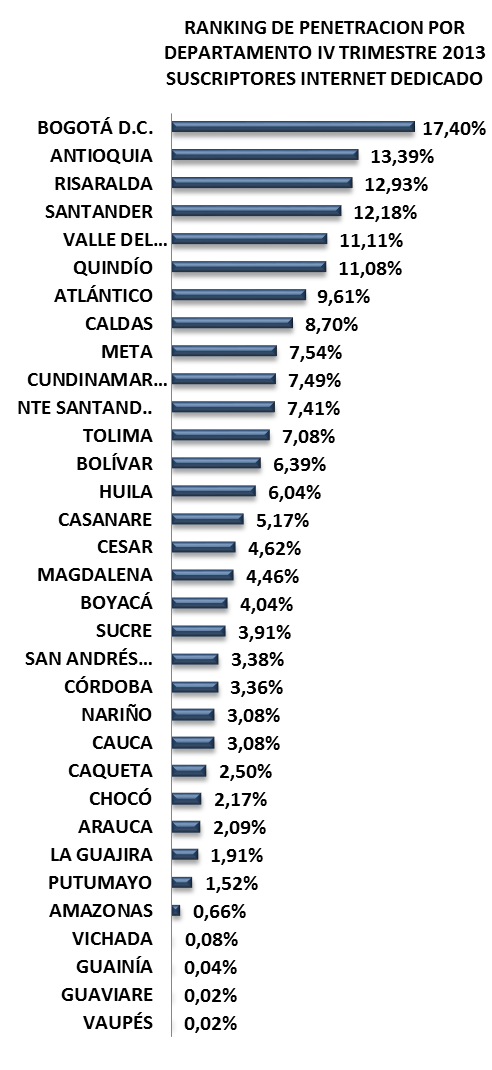 RANKING DE PENETRACION POR
DEPARTAMENTO IV TRIMESTRE 2013
SUSCRIPTORES INTERNET DEDICADO
BOGOTÁ D.C. 17,40%
ANTIOQUIA 13,39%
RISARALDA 12,93%
SANTANDER 12,18%
VALLE DEL... 11,11%
QUINDÍO 11,08%
ATLÁNTICO 9,61%
CALDAS 8,70%
META 7,54%
CUNDINAMAR... 7,49%
NTE SANTAND.. 7,41%
TOLIMA 7,08%
BOLÍVAR 6,39%
HUILA 6,04%
CASANARE 5,17%
CESAR 4,62%
MAGDALENA 4,46%
BOYACÁ 4,04%
SUCRE 3,91%
SAN ANDRÉS... 3,38%
CÓRDOBA 3,36%
NARIÑO 3,08%
CAUCA 3,08%
CAQUETA 2,50%
CHOCÓ 2,17%
ARAUCA 2,09%
LA GUAJIRA 1,91%
PUTUMAYO 1,52%
AMAZONAS 0,66%
VICHADA 0,08%
GUAINÍA 0,04%
GUAVIARE 0,02%
VAUPÉS 0,02%